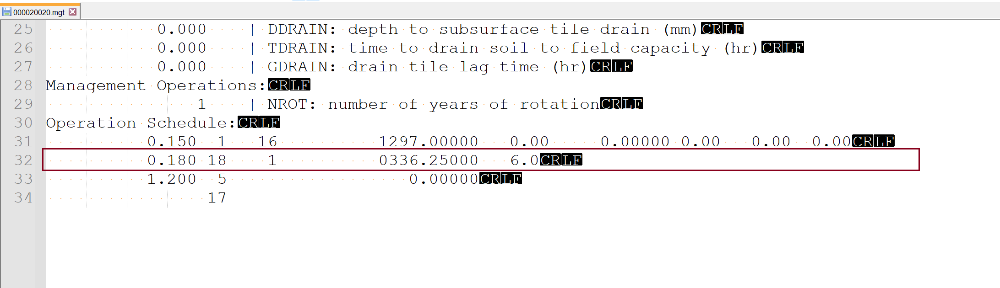 000020020.mgt
25 0.000 | DDRAIN: depth to subsurface tile drain (mm)CRLF
26 0.000 | TDRAIN: time to drain soil to field capacity (hr)CRLF
27 0.000 | GDRAIN: drain tile lag time (hr)CRLF
28 Management Operations:CRLF
29 1 | NROT: number of years of rotationCRLF
30 Operation Schedule:CRLF
31 0.150 1 16 1297.00000 0.00 0.00000 0.00 0.00 0.00CRLF
32 0.180 18 1 0336.25000 6.0CRLF
33 1.200 5 0.00000CRLF
34 17